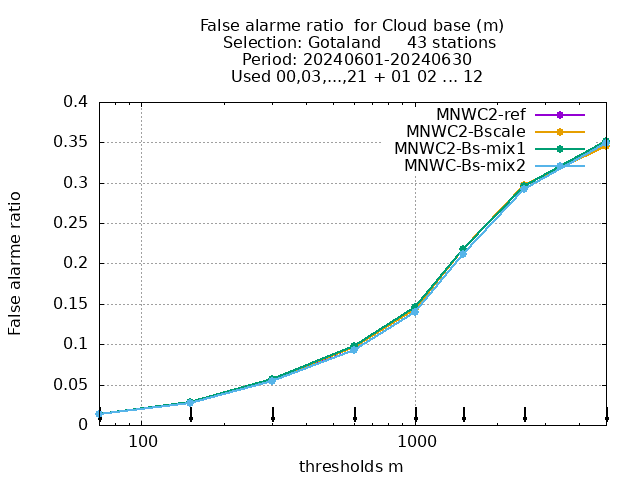 False alarme ratio  for Cloud base (m)
Selection: Gotaland     43 stations
Period: 20240601-20240630
Used 00,03,...,21 + 01 02 ... 12
MNWC2-ref
MNWC2-Bscale
MNWC2-Bs-mix1
MNWC-Bs-mix2
False alarme ratio
0.4
0.35
0.3
0.25
0.2
0.15
0.1
0.05
0
100
1000
thresholds m